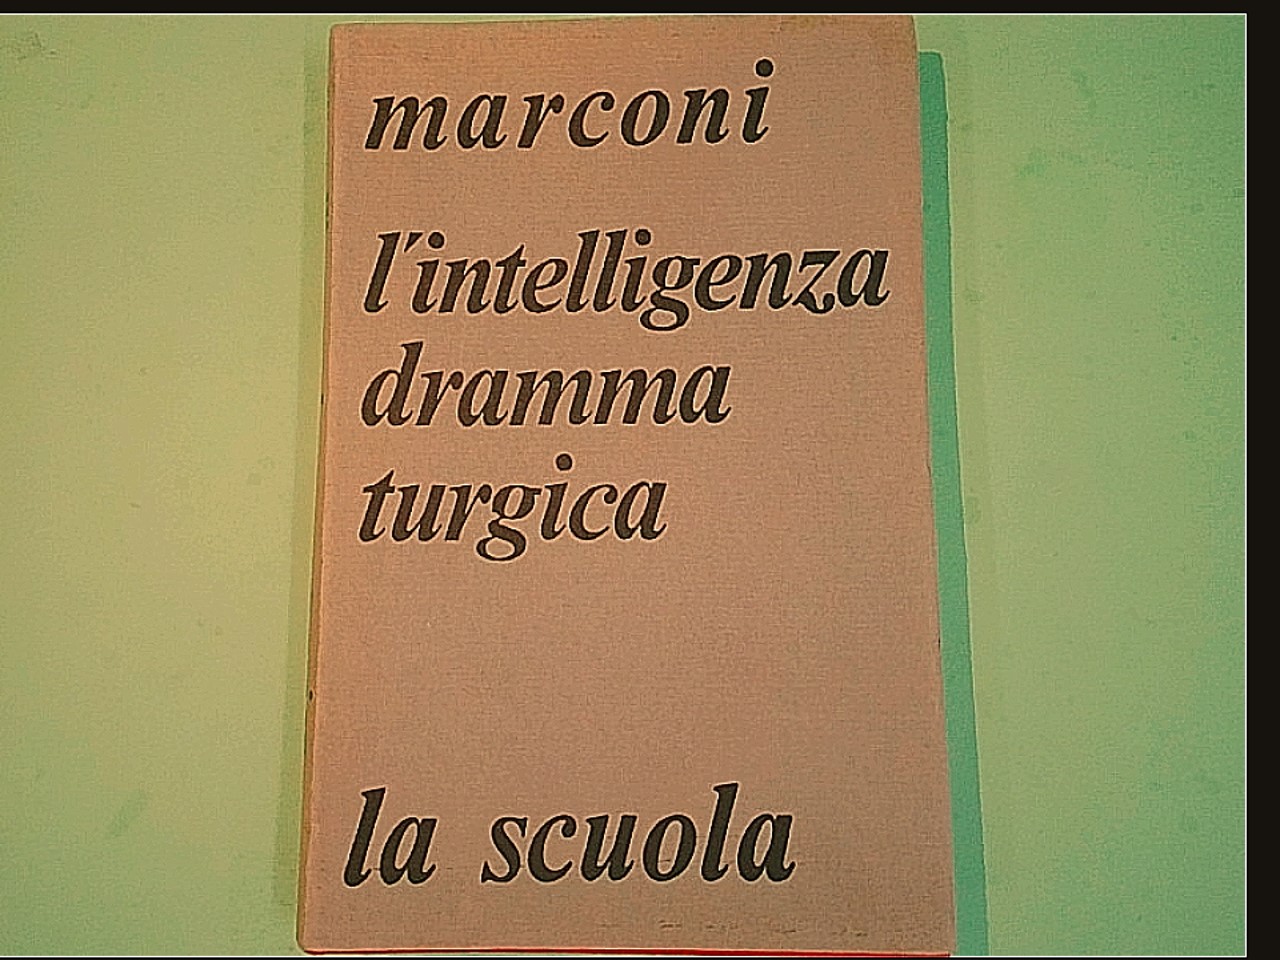 marconi
l'intelligenza
dramma
turgica
la scuola